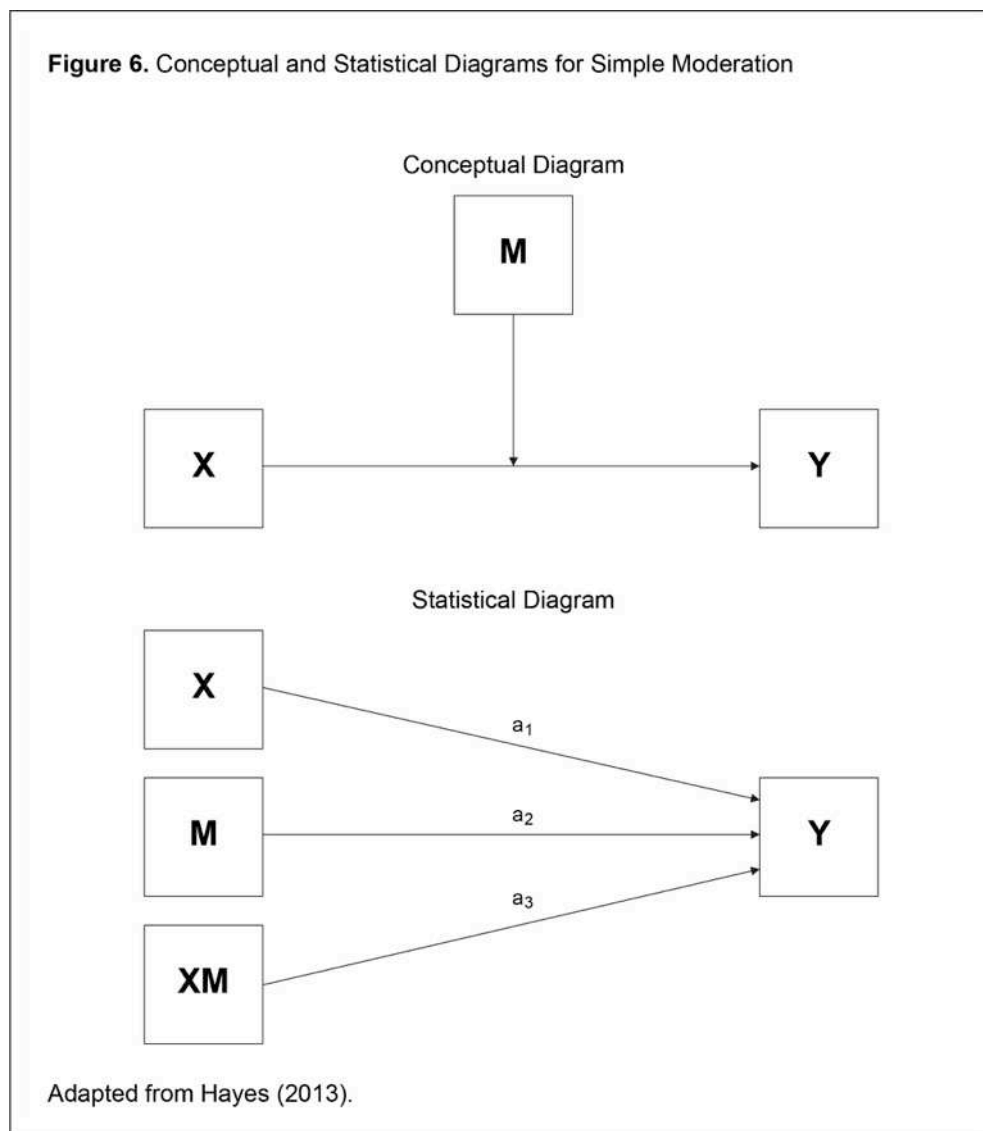 Figure 6. Conceptual and Statistical Diagrams for Simple Moderation
Conceptual Diagram
M
X
Y
Statistical Diagram
X
a₁
M
a₂
Y
a₃
XM
Adapted from Hayes (2013).